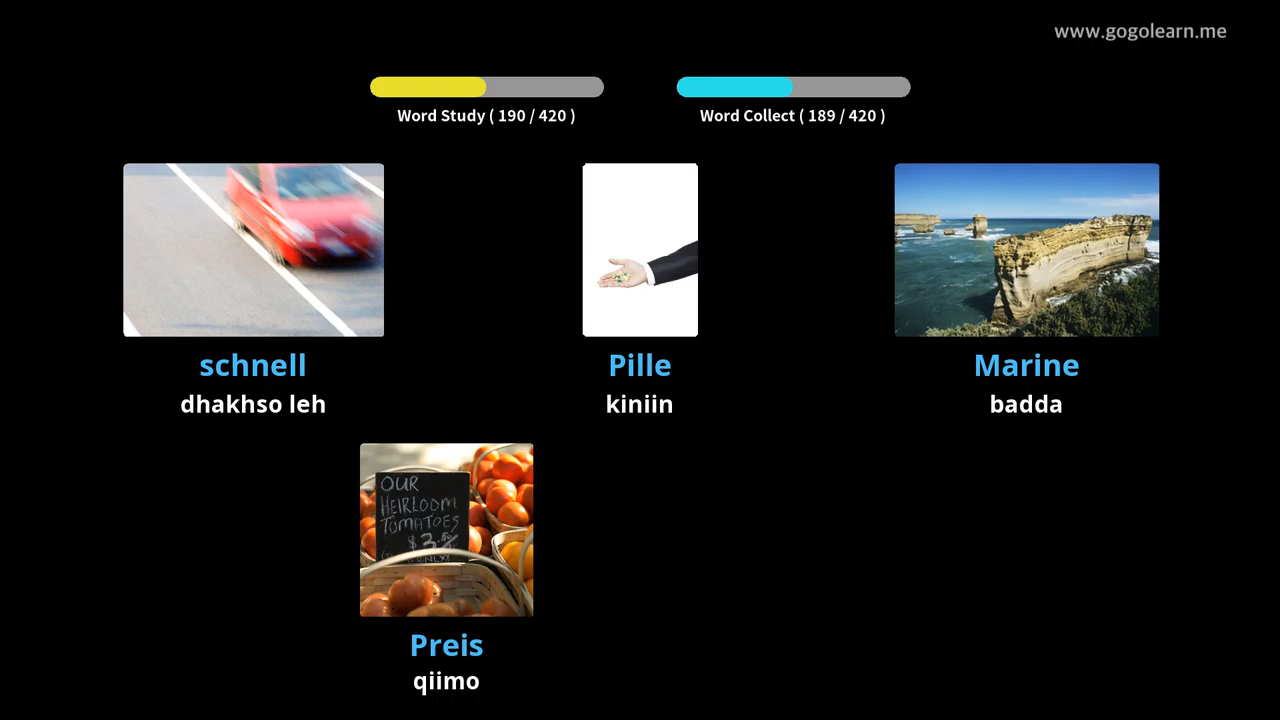 www.gogolearn.me
Word Study ( 190 / 420 )
Word Collect ( 189 / 420 )
schnell
dhakhso leh
Pille
kiniin
Marine
badda
OUR
HEIRLOOM
TOMATOES
Preis
qiimo